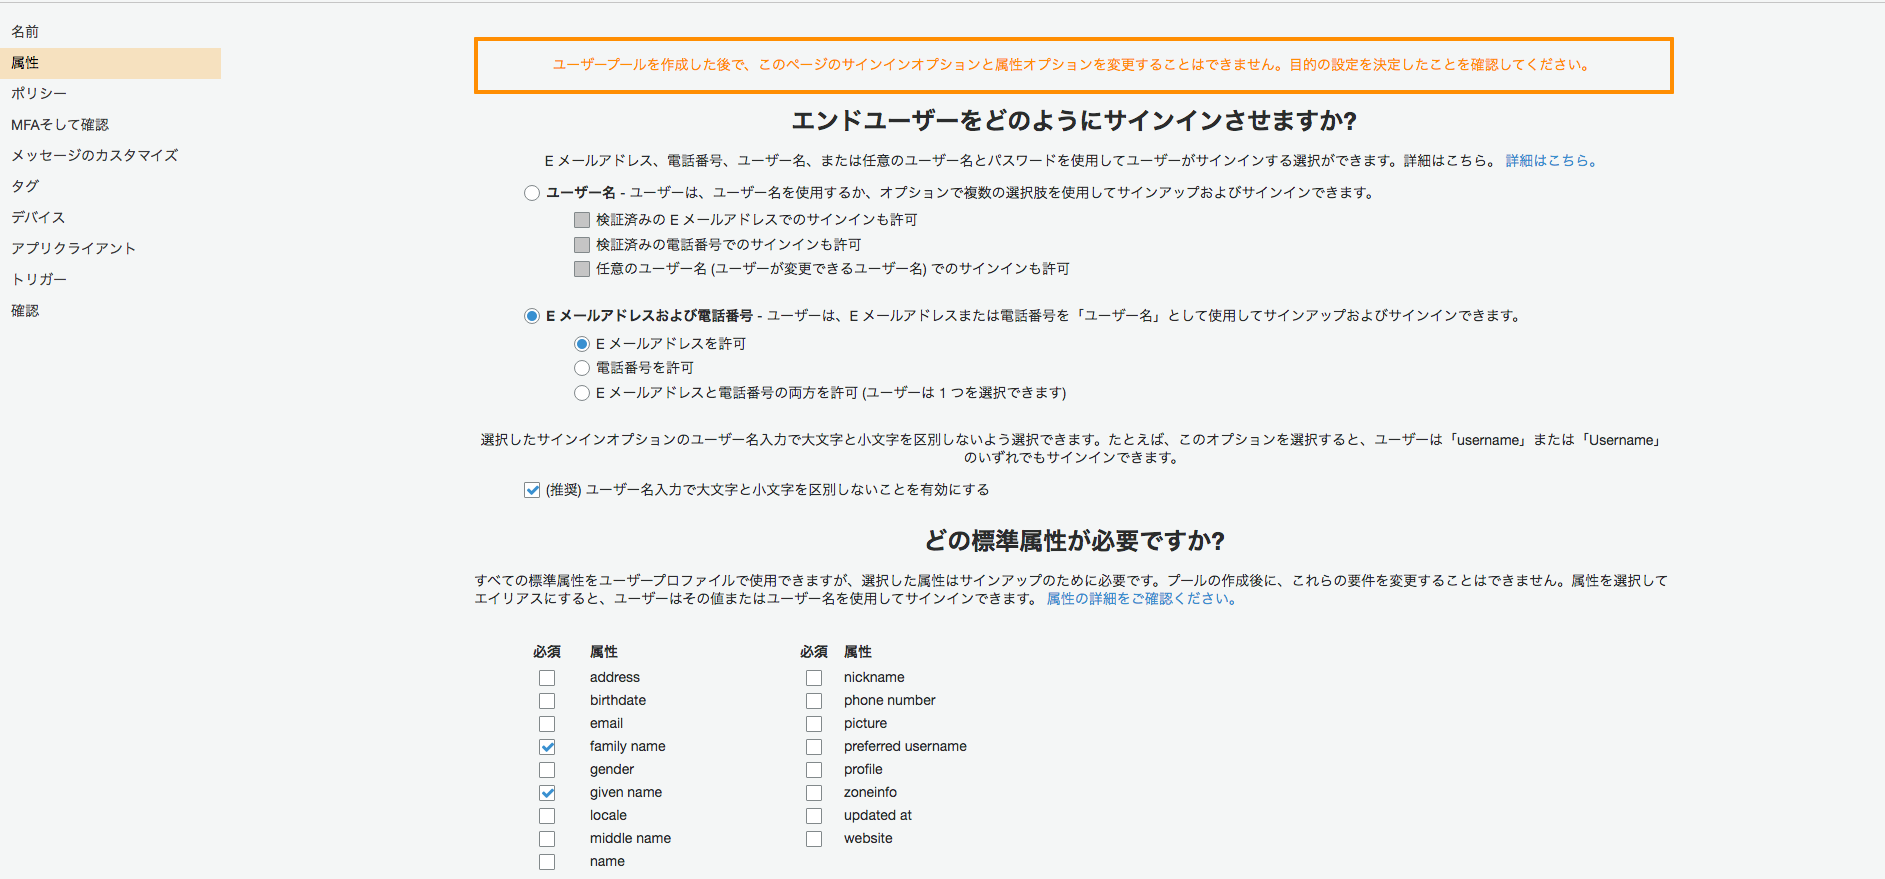 名前
属性
ポリシー
MFAそして確認
メッセージのカスタマイズ
タグ
デバイス
アプリクライアント
トリガー
確認
ユーザープールを作成した後で、このページのサインインオプションと属性オプションを変更することはできません。目的の設定を決定したことを確認してください。
エンドユーザーをどのようにサインインさせますか?
E メールアドレス、電話番号、ユーザー名、または任意のユーザー名とパスワードを使用してユーザーがサインインする選択ができます。詳細はこちら。 詳細はこちら。
ユーザー名 - ユーザーは、ユーザー名を使用するか、オプションで複数の選択肢を使用してサインアップおよびサインインできます。
検証済みの E メールアドレスでのサインインも許可
検証済みの電話番号でのサインインも許可
任意のユーザー名 (ユーザーが変更できるユーザー名) でのサインインも許可
E メールアドレスおよび電話番号 - ユーザーは、E メールアドレスまたは電話番号を「ユーザー名」として使用してサインアップおよびサインインできます。
E メールアドレスを許可
電話番号を許可
E メールアドレスと電話番号の両方を許可 (ユーザーは 1 つを選択できます)
選択したサインインオプションのユーザー名入力で大文字と小文字を区別しないよう選択できます。たとえば、このオプションを選択すると、ユーザーは「username」または「Username」
のいずれでもサインインできます。
(推奨) ユーザー名入力で大文字と小文字を区別しないことを有効にする
どの標準属性が必要ですか?
すべての標準属性をユーザープロファイルで使用できますが、選択した属性はサインアップのために必要です。プールの作成後に、これらの要件を変更することはできません。属性を選択して
エイリアスにすると、ユーザーはその値またはユーザー名を使用してサインインできます。 属性の詳細をご確認ください。
必須 属性
address
birthdate
email
family name
gender
given name
locale
middle name
name
必須 属性
nickname
phone number
picture
preferred username
profile
zoneinfo
updated at
website